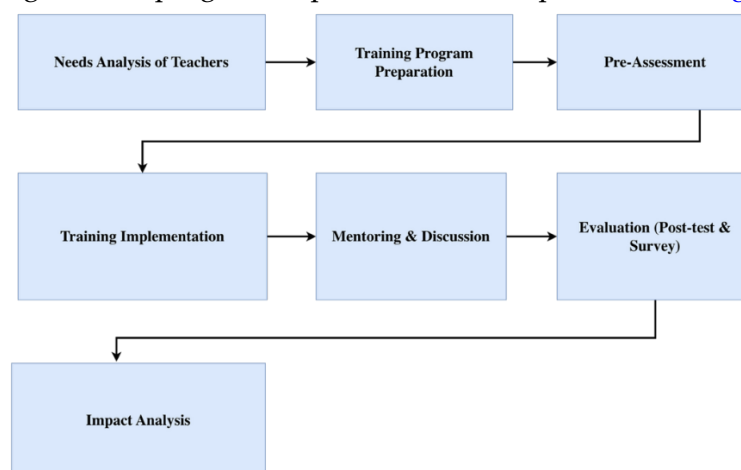 Needs Analysis of Teachers
Training Program
Preparation
Pre-Assessment
Training Implementation
Mentoring & Discussion
Evaluation (Post-test &
Survey)
Impact Analysis